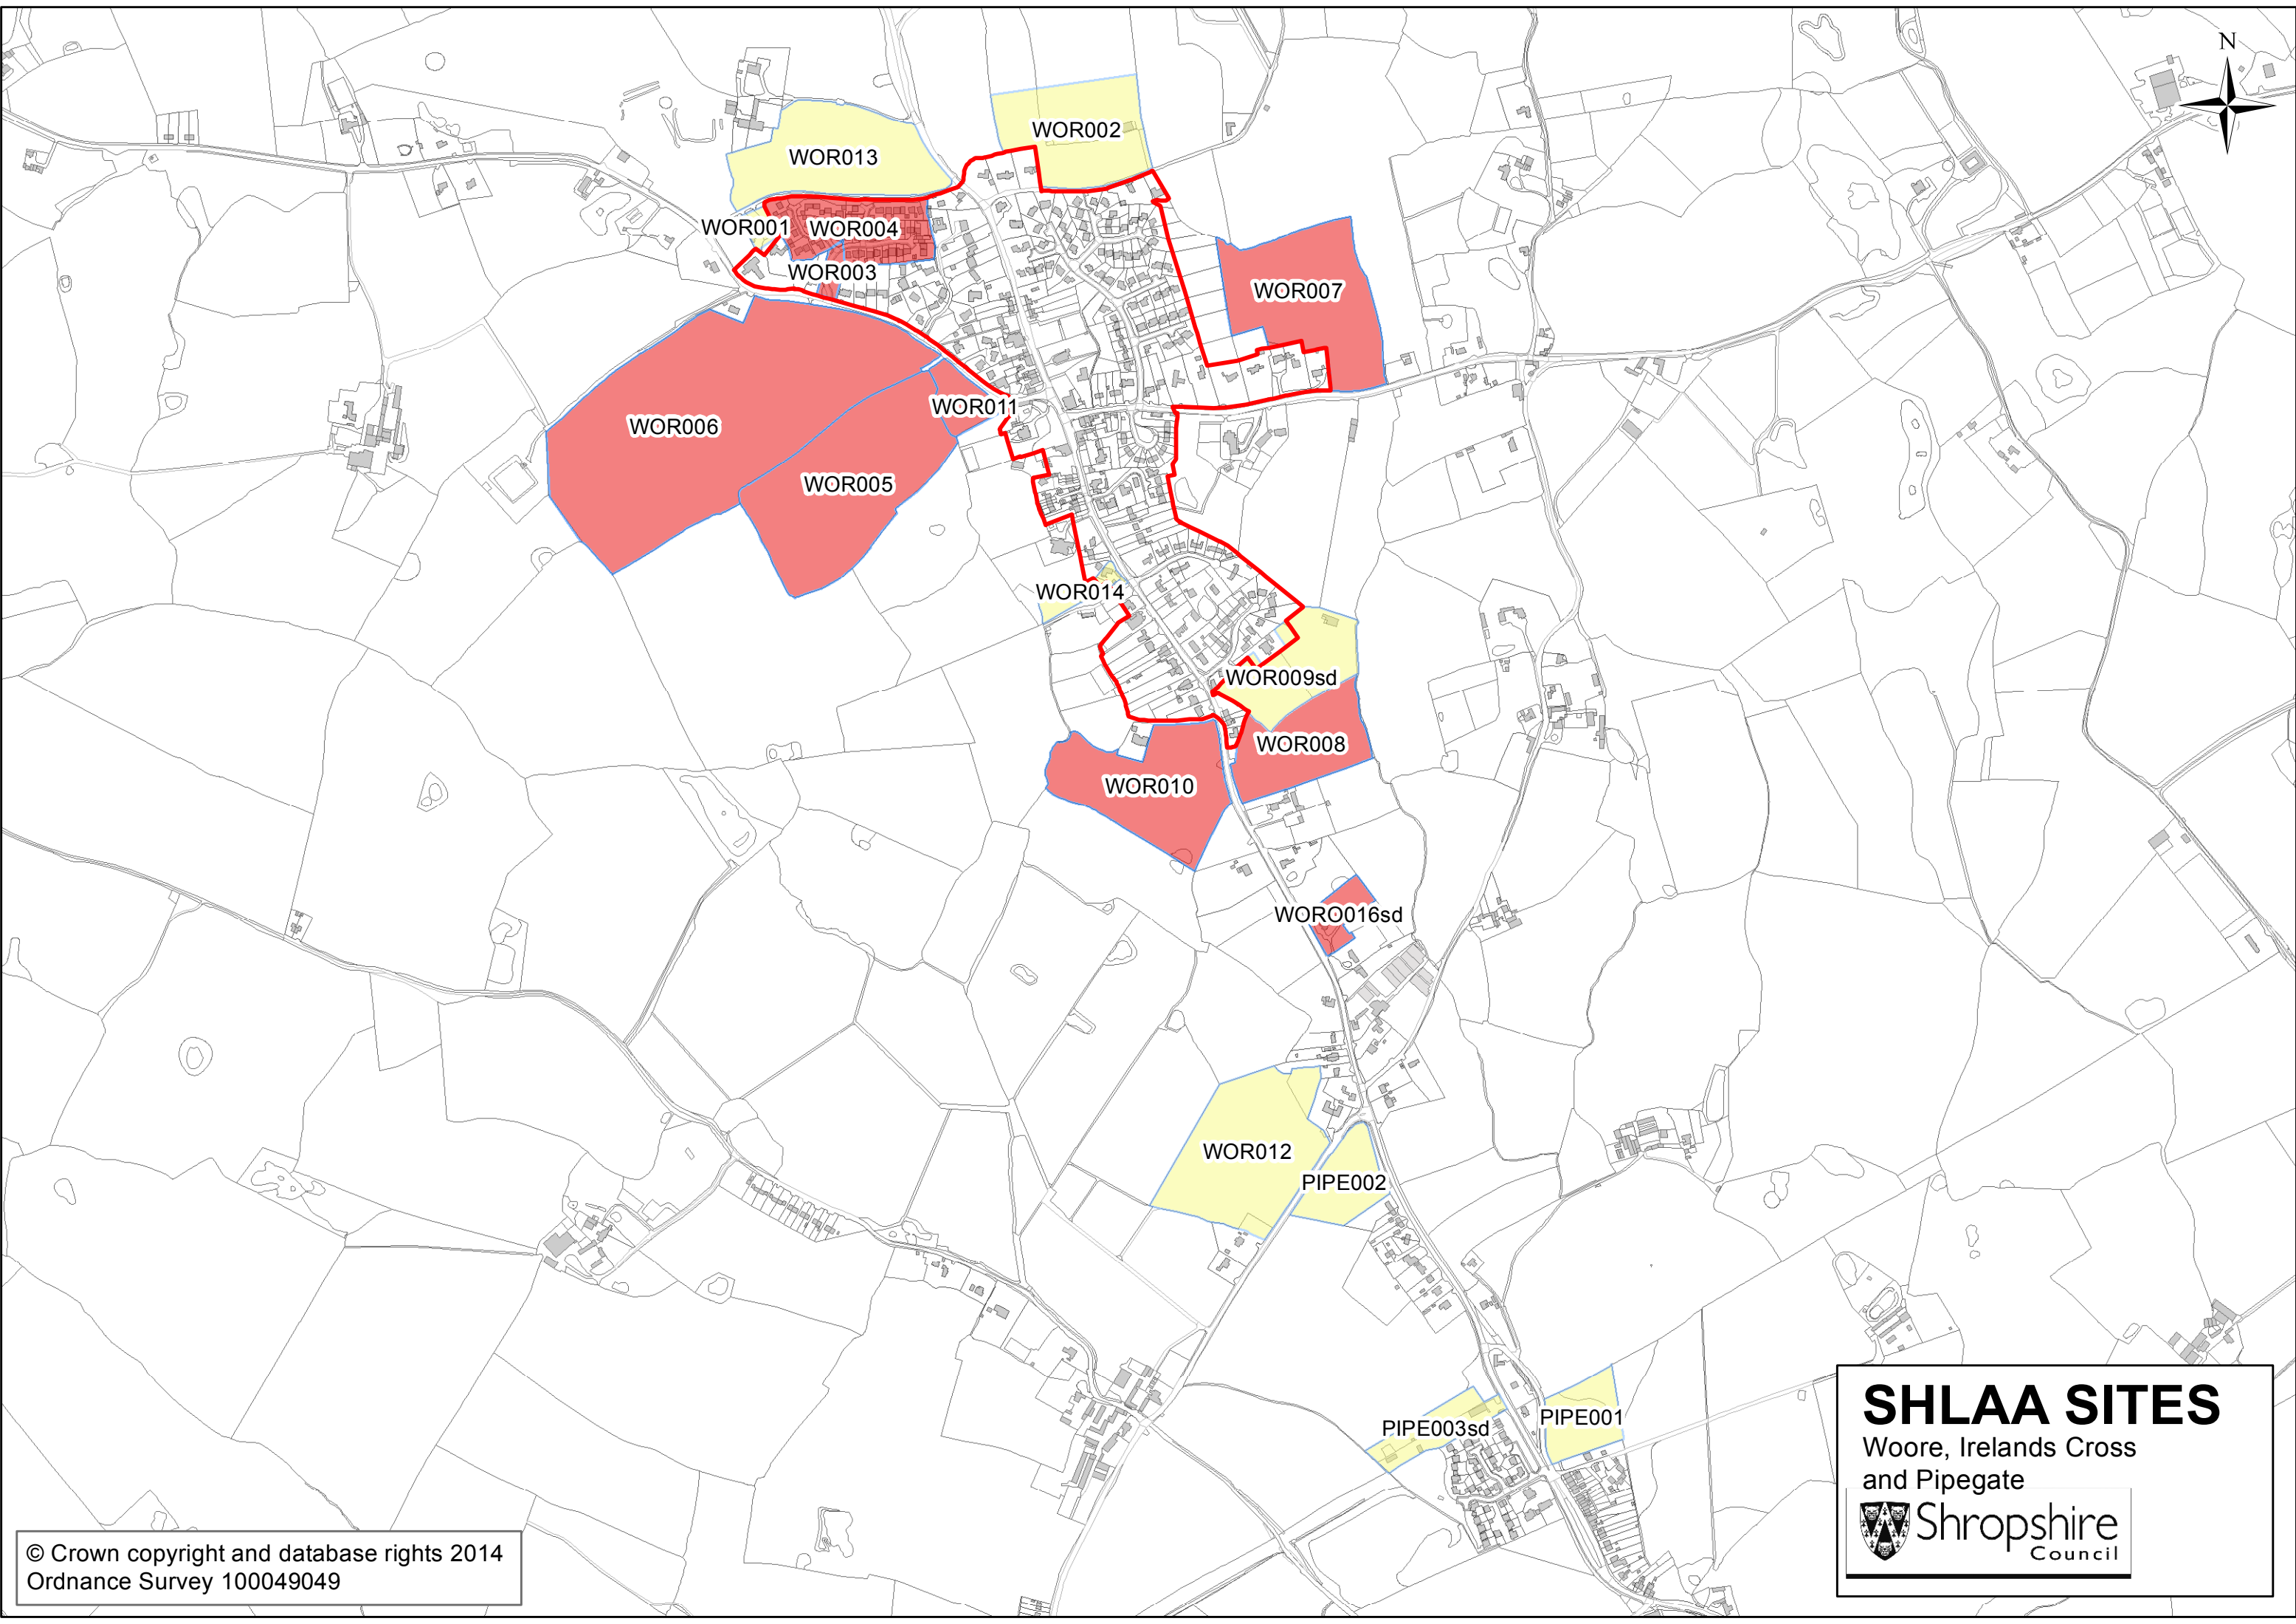 N
WOR002
WOR013
WOR001
WOR004
WOR003
WOR007
WOR011
WOR006
WOR005
WOR014
WOR009sd
WOR008
WOR010
WORO016sd
WOR012
PIPE002
PIPE003sd
PIPE001
SHLAA SITES
Woore, Irelands Cross
and Pipegate
Shropshire
Council
© Crown copyright and database rights 2014
Ordnance Survey 100049049